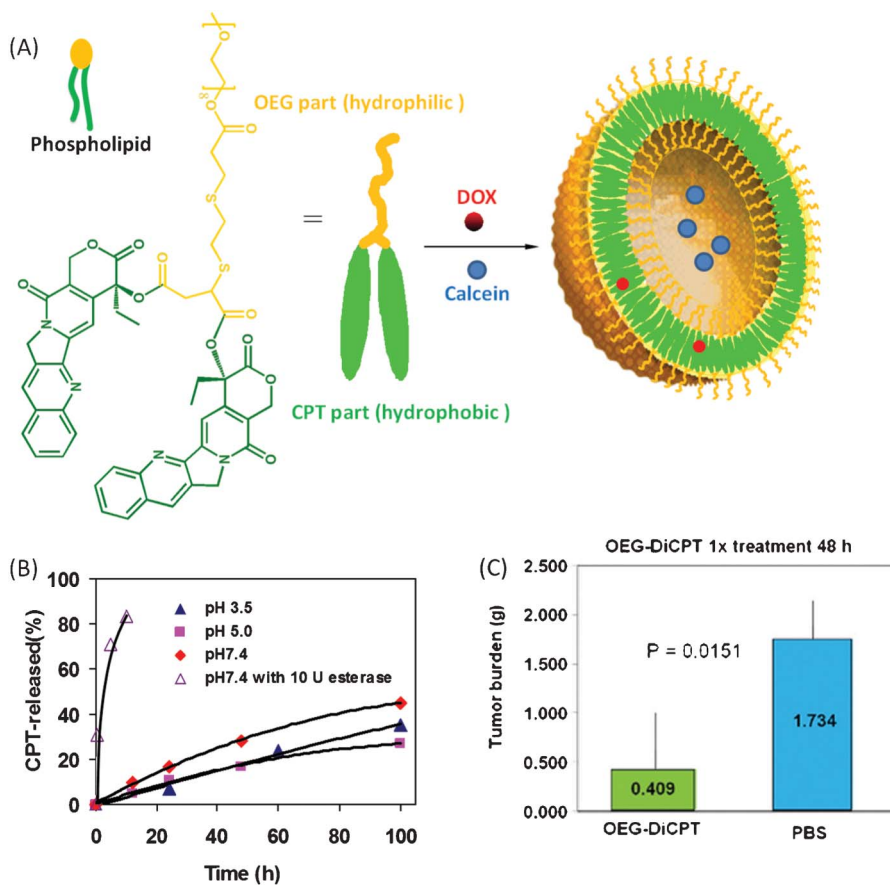 (A)
Phospholipid
O
8
O
O
OEG part (hydrophilic )
S
S
O
O
O
O
O
O
O
N
N
O
O
O
O
N
N
O
=
DOX
Calcein
CPT part (hydrophobic )
(B)
CPT-released(%)
100
80
60
40
20
0
pH 3.5
pH 5.0
pH7.4
pH7.4 with 10 U esterase
0 20 40 60 80 100
Time (h)
(C)
OEG-DiCPT 1x treatment 48 h
Tumor burden (g)
2.500
2.000
1.500
1.000
0.500
0.000
P = 0.0151
0.409
1.734
OEG-DiCPT PBS